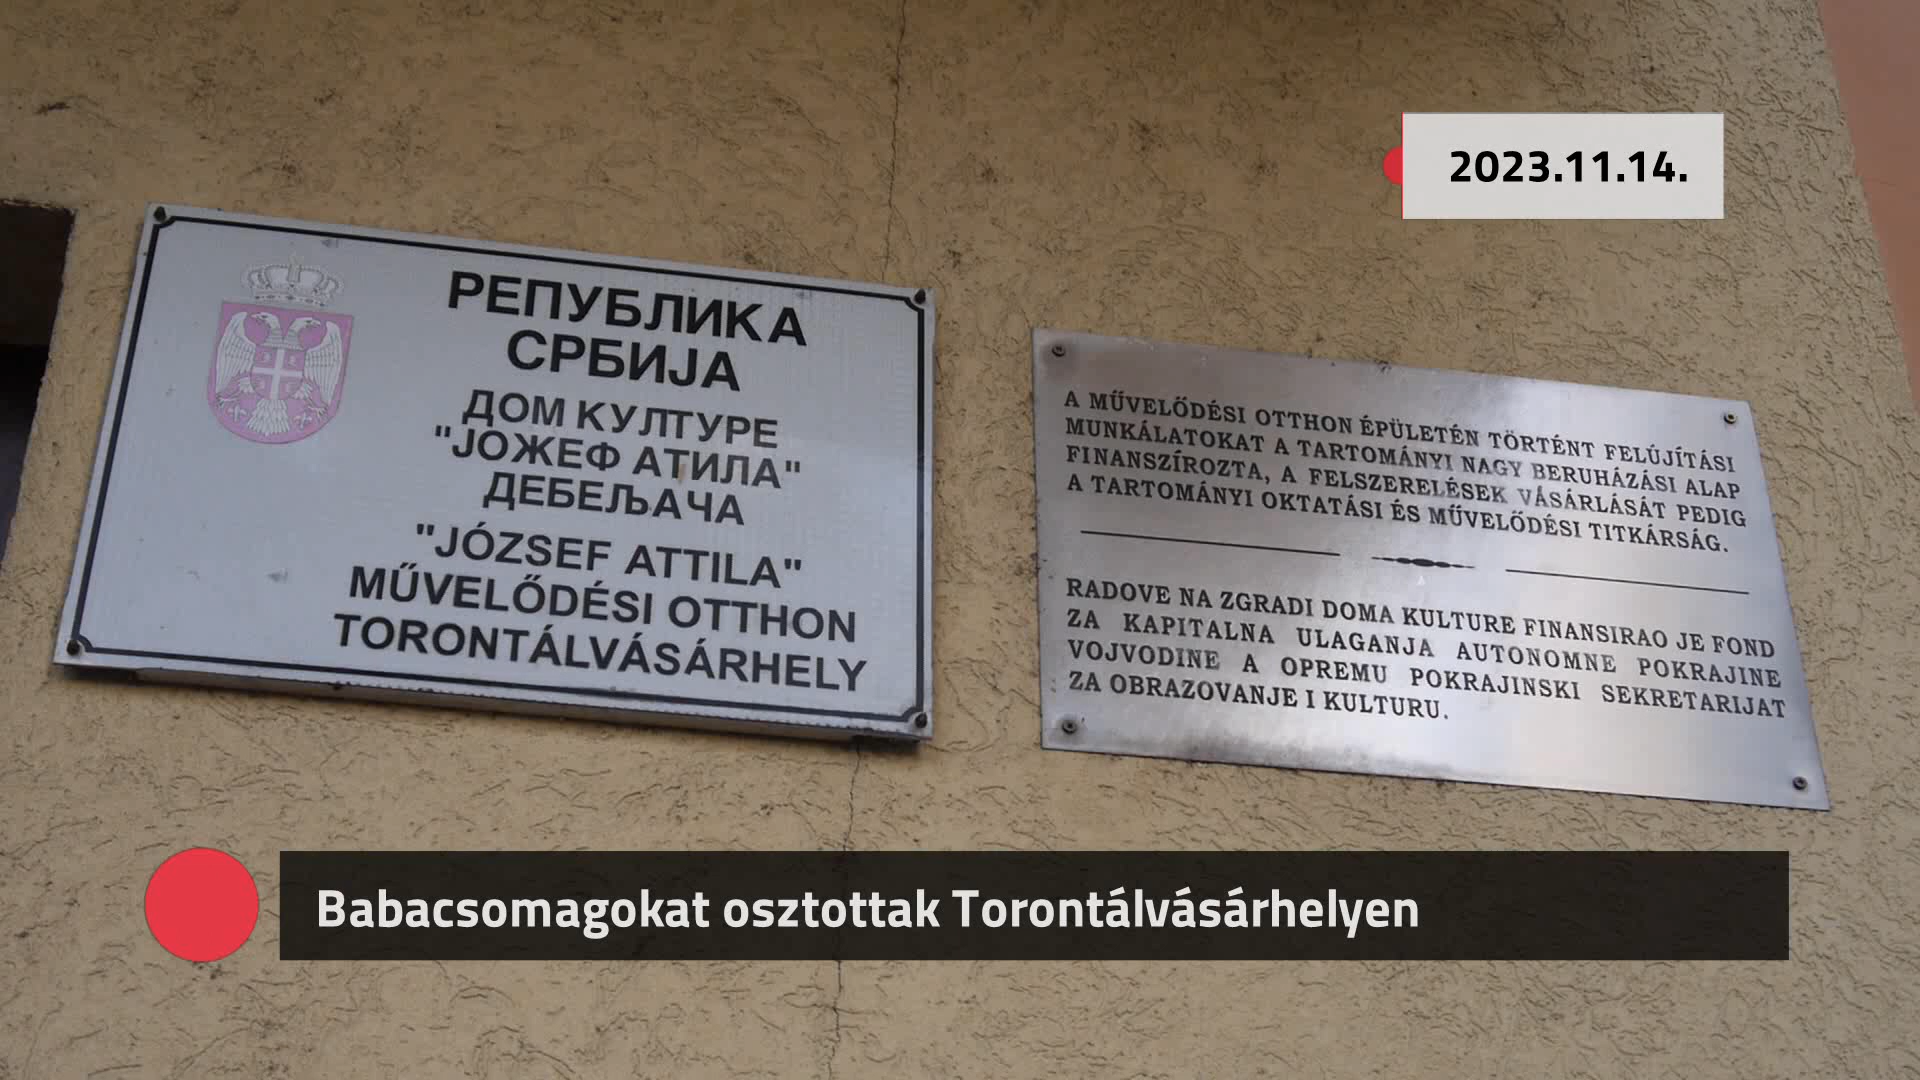 2023.11.14.
РЕПУБЛИКА
СРБИЈА
ДОМ КУЛТУРЕ
"ЈОЖЕФ АТИЛА"
ДЕБЕЉАЧА
"JÓZSEF ATTILA"
MŰVELŐDÉSI OTTHON
TORONTÁLVÁSÁRHELY
A MŰVELŐDÉSI OTTHON ÉPÜLETÉN TÖRTÉNT FELÚJÍTÁSI
MUNKÁLATOKAT A TARTOMÁNYI NAGY BERUHÁZÁSI ALAP
FINANSZÍROZTA, A FELSZERELÉSEK VÁSÁRLÁSÁT PEDIG
A TARTOMÁNYI OKTATÁSI ÉS MŰVELŐDÉSI TITKÁRSÁG.
RADOVE NA ZGRADI DOMA KULTURE FINANSIRAO JE FOND
ZA KAPITALNA ULAGANJA AUTONOMNE POKRAJINE
VOJVODINE A OPREMU POKRAJINSKI SEKRETARIJAT
ZA OBRAZOVANJE I KULTURU.
Babacsomagokat osztottak Torontálvásárhelyen